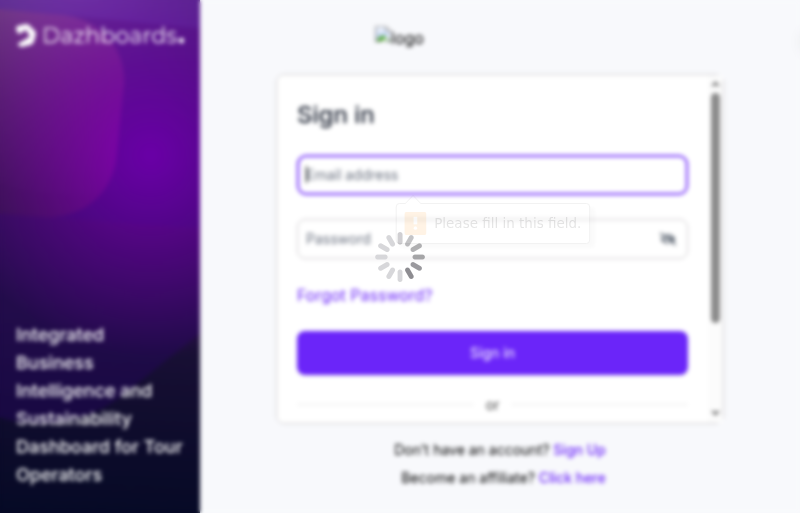 Dazhboards.
logo
Sign in
Email address
Please fill in this field.
Password
Forgot Password?
Sign in
or
Integrated
Business
Intelligence and
Sustainability
Dashboard for Tour
Operators
Don't have an account? Sign Up
Become an affiliate? Click here